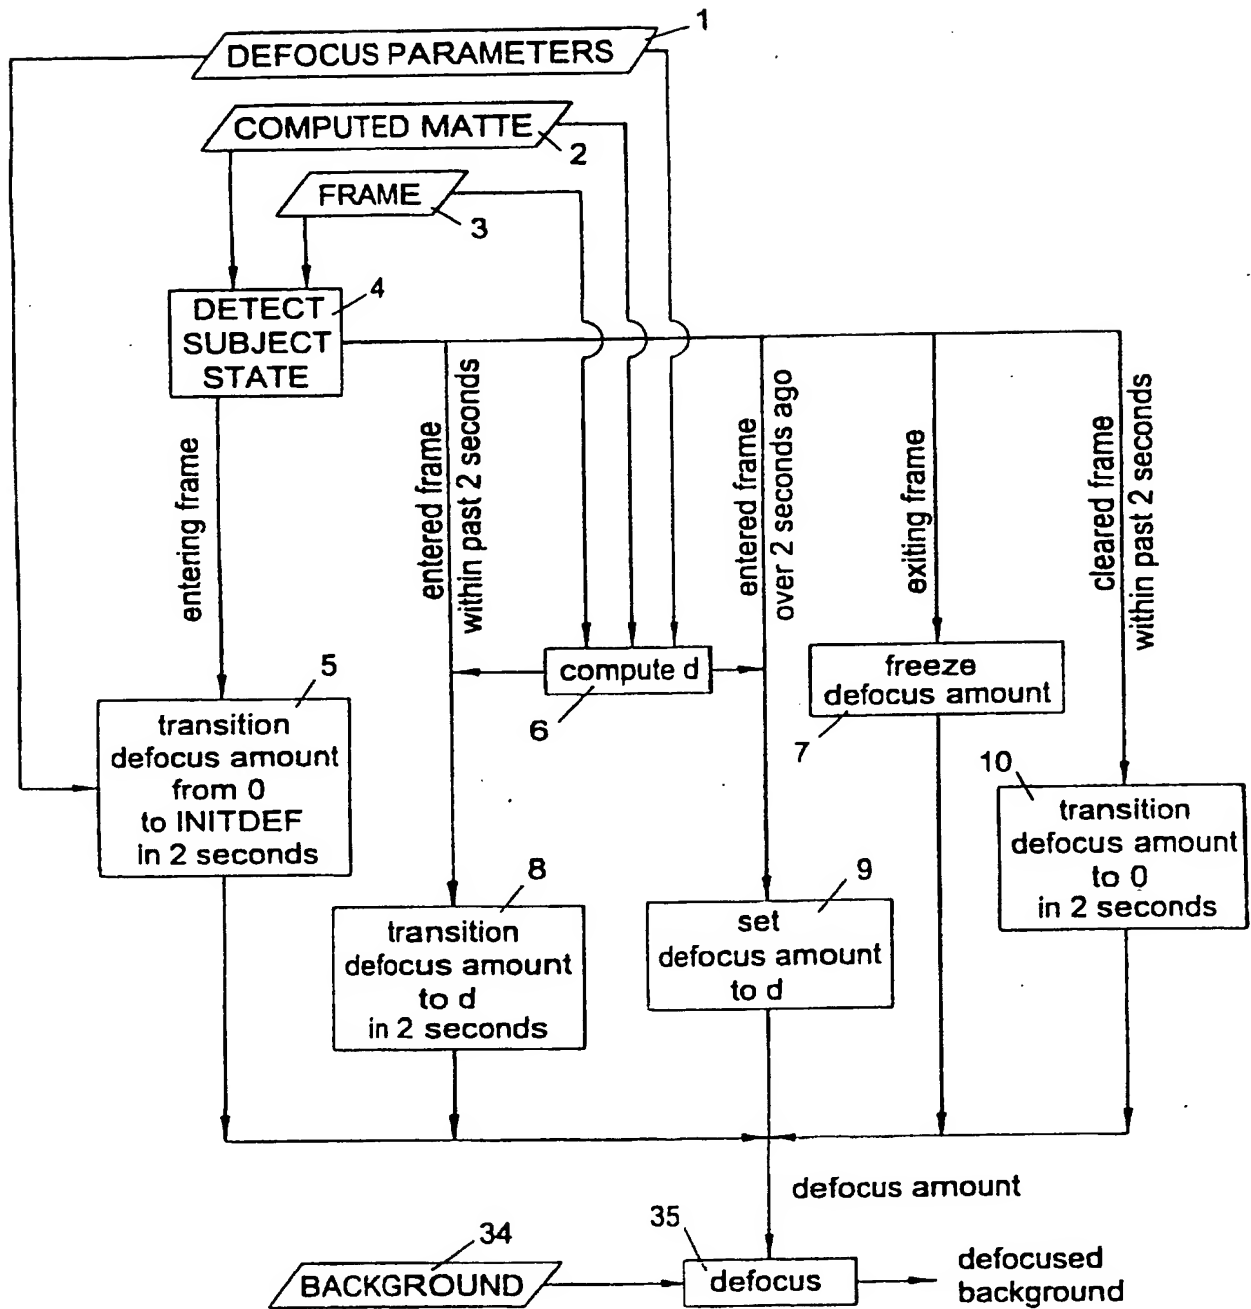 1
DEFOCUS PARAMETERS
COMPUTED MATTE
2
FRAME
3
4
DETECT
SUBJECT
STATE
entering frame
entered frame
within past 2 seconds
entered frame
over 2 seconds ago
exiting frame
cleared frame
within past 2 seconds
5
transition
defocus amount
from 0
to INITDEF
in 2 seconds
compute d
6
freeze
defocus amount
7
8
transition
defocus amount
to d
in 2 seconds
9
set
defocus amount
to d
10
transition
defocus amount
to 0
in 2 seconds
defocus amount
34
BACKGROUND
35
defocus
defocused
background